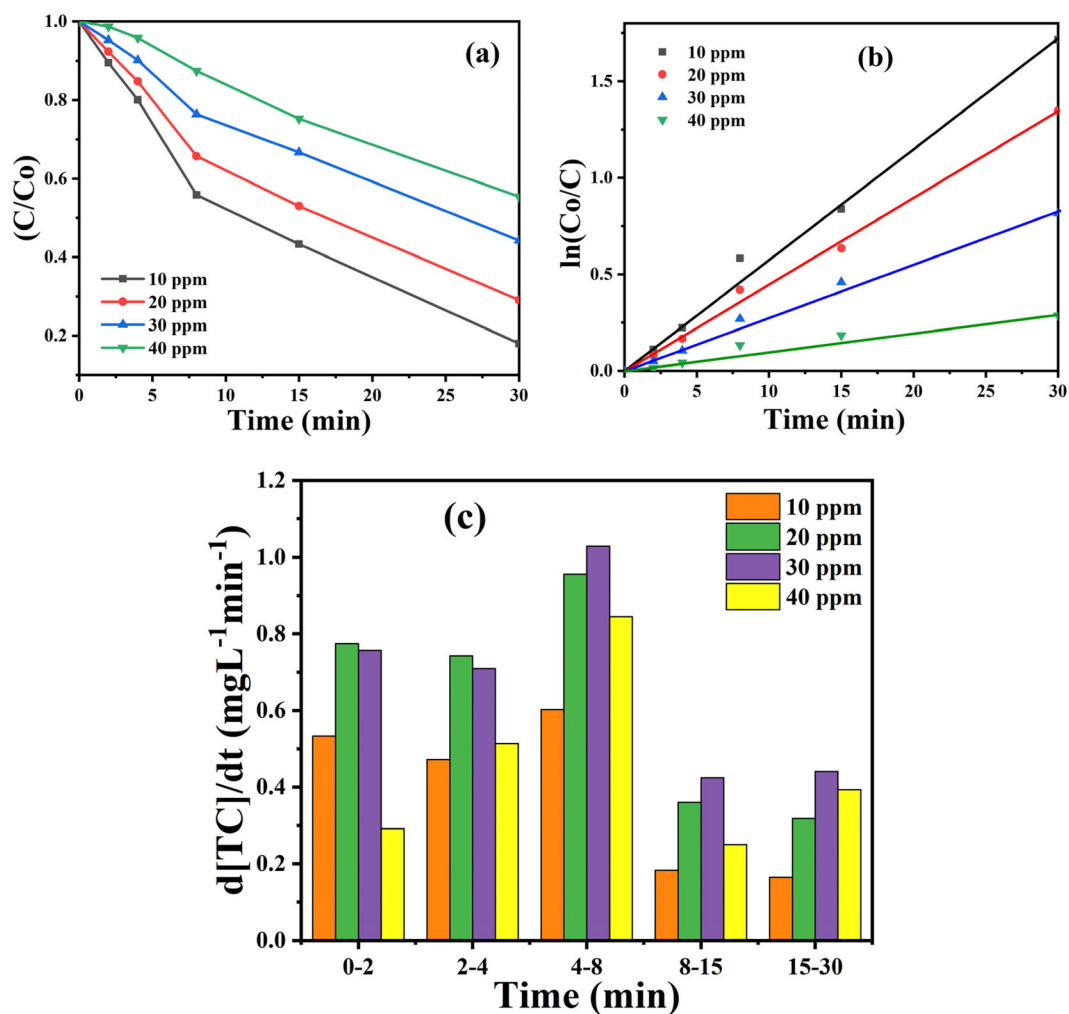 (a)
(C/Co)
1.0
0.8
0.6
0.4
0.2
10 ppm
20 ppm
30 ppm
40 ppm
0 5 10 15 20 25 30
Time (min)
(b)
ln(Co/C)
1.5
1.0
0.5
0.0
10 ppm
20 ppm
30 ppm
40 ppm
0 5 10 15 20 25 30
Time (min)
(c)
d[TC]/dt (mgL⁻¹min⁻¹)
1.2
1.0
0.8
0.6
0.4
0.2
0.0
10 ppm
20 ppm
30 ppm
40 ppm
0-2 2-4 4-8 8-15 15-30
Time (min)